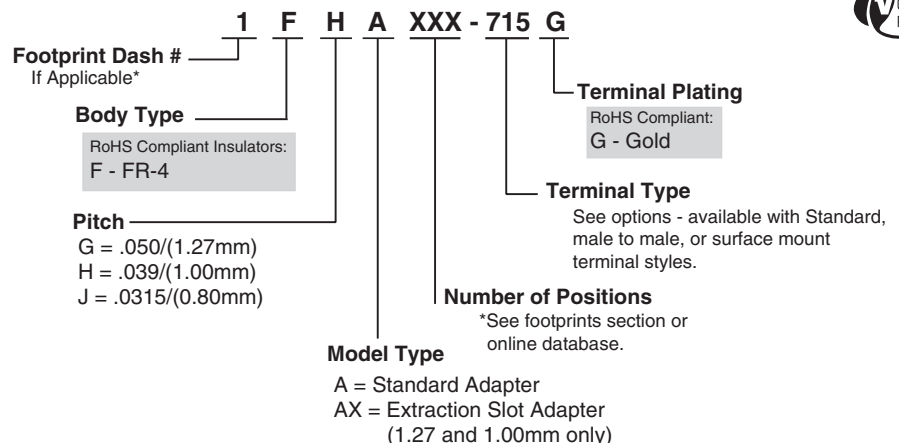 1 F H A XXX - 715 G
Footprint Dash #
If Applicable*
Body Type
RoHS Compliant Insulators:
F - FR-4
Pitch
G = .050/(1.27mm)
H = .039/(1.00mm)
J = .0315/(0.80mm)
Model Type
A = Standard Adapter
AX = Extraction Slot Adapter
(1.27 and 1.00mm only)
Number of Positions
*See footprints section or
online database.
Terminal Type
See options - available with Standard,
male to male, or surface mount
terminal styles.
Terminal Plating
RoHS Compliant:
G - Gold